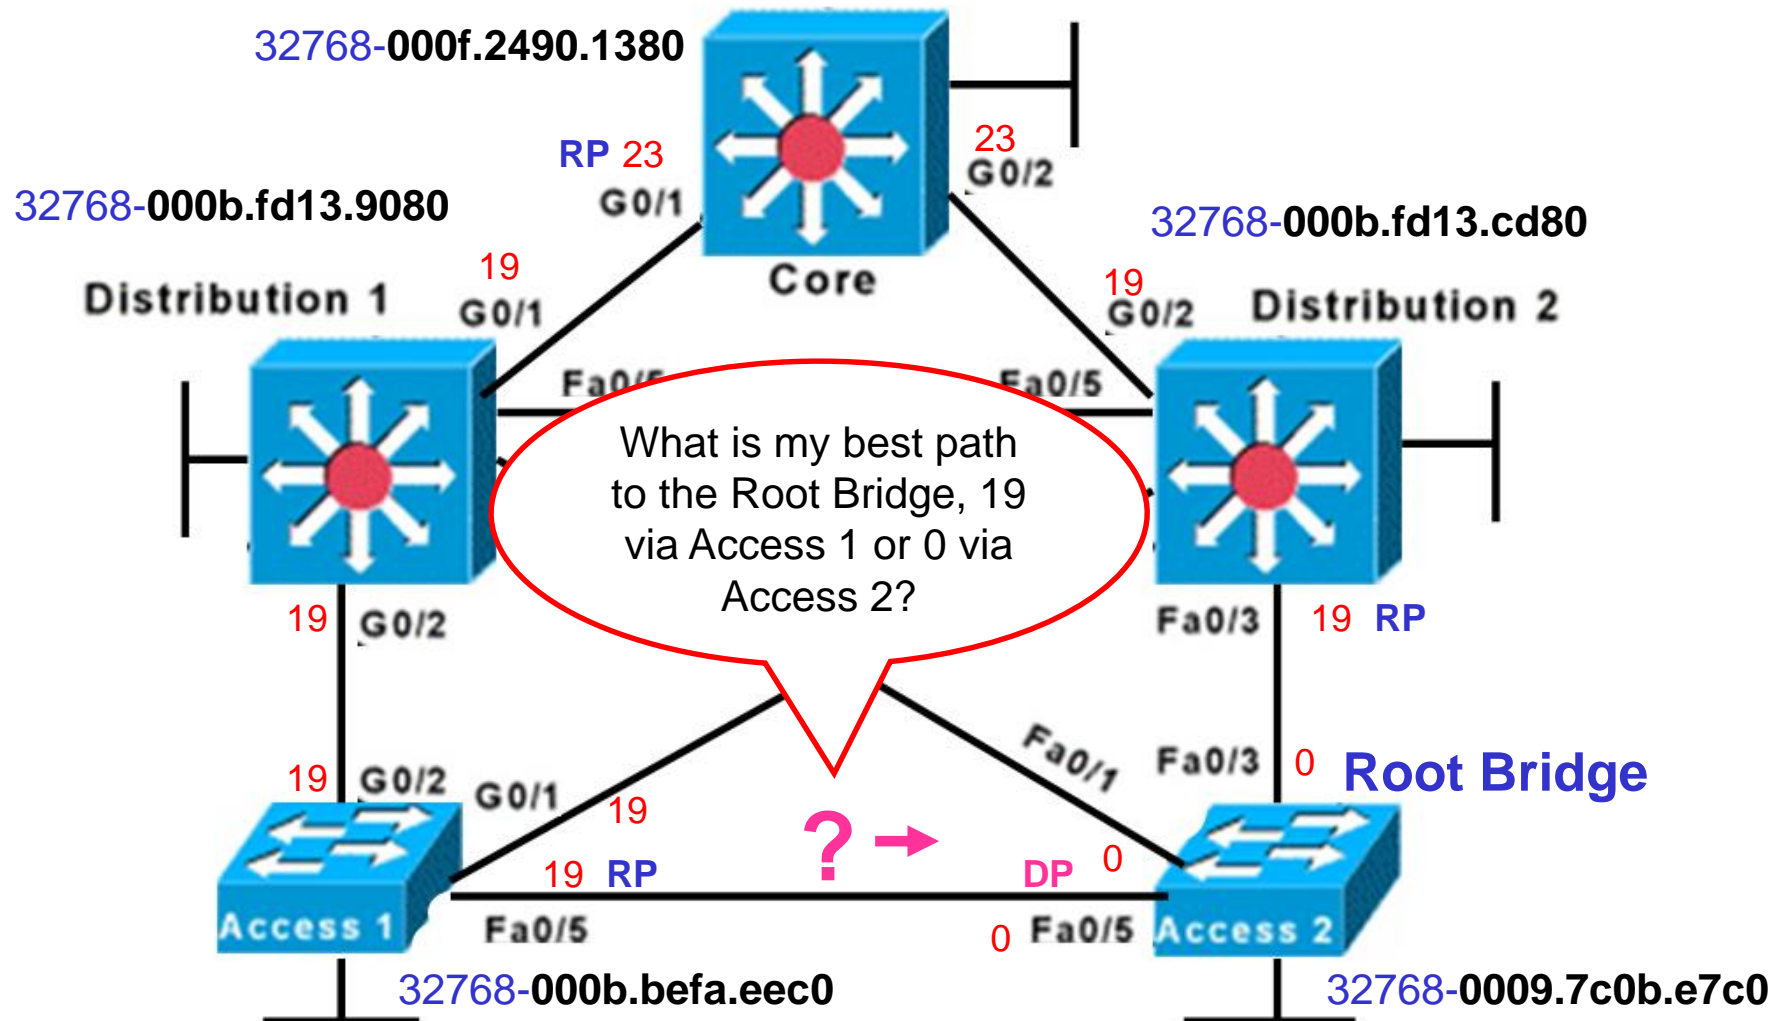 32768-000f.2490.1380
RP 23
23
G0/1
G0/2
Core
32768-000b.fd13.9080
32768-000b.fd13.cd80
Distribution 1
19
G0/1
19
G0/2
Distribution 2
Fa0/5
Fa0/5
What is my best path
to the Root Bridge, 19
via Access 1 or 0 via
Access 2?
19 G0/2
Fa0/3 19 RP
19 G0/2
G0/1
19
Fa0/1
Fa0/3 0 Root Bridge
?
19 RP
DP 0
Access 1
Fa0/5
0 Fa0/5
Access 2
32768-000b.befa.eec0
32768-0009.7c0b.e7c0